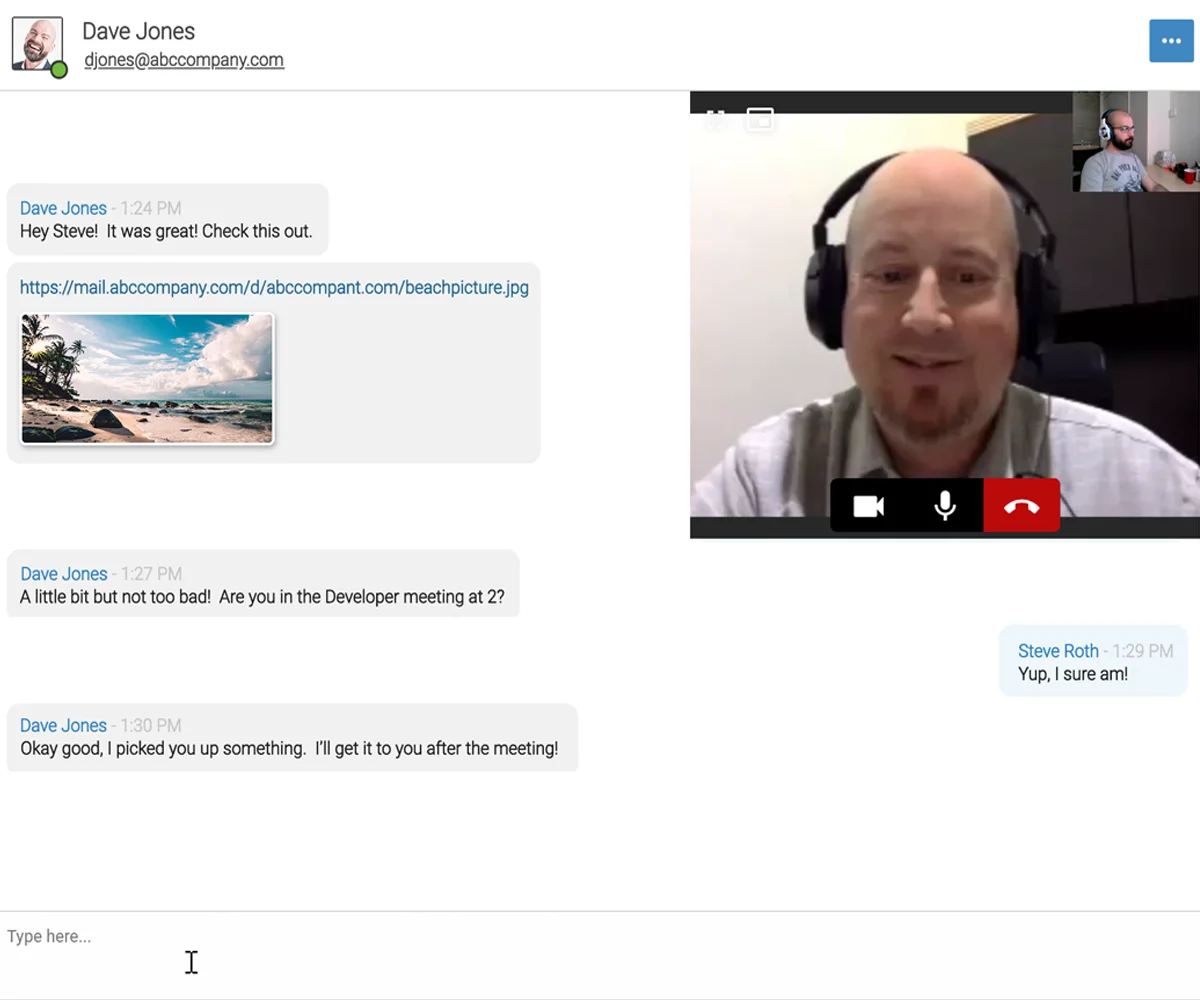 Dave Jones
djones@abccompany.com
Dave Jones - 1:24 PM
Hey Steve!  It was great! Check this out.
https://mail.abccompany.com/d/abccompant.com/beachpicture.jpg
Dave Jones - 1:27 PM
A little bit but not too bad!  Are you in the Developer meeting at 2?
Steve Roth - 1:29 PM
Yup, I sure am!
Dave Jones - 1:30 PM
Okay good, I picked you up something.  I'll get it to you after the meeting!
Type here...